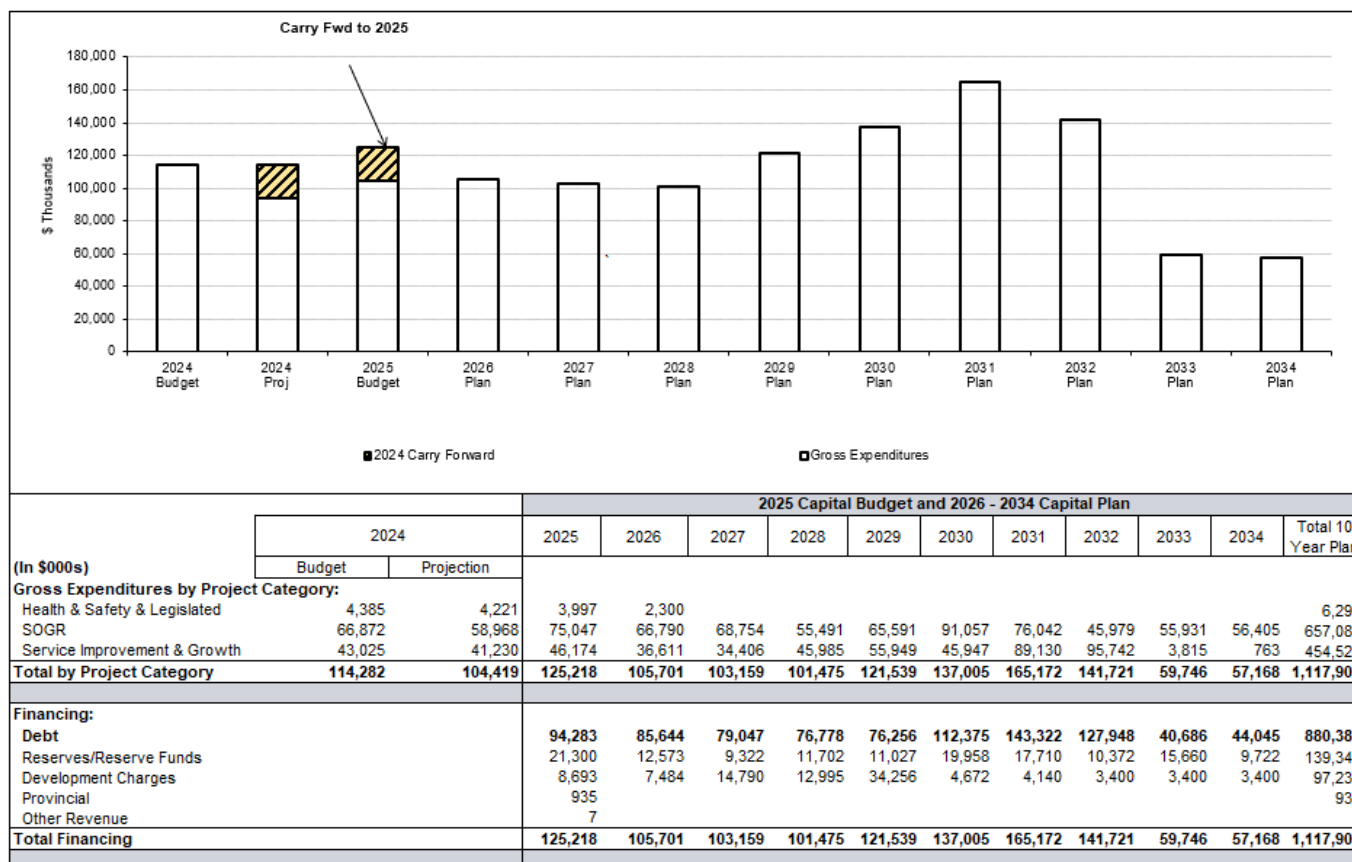 Carry Fwd to 2025
180,000
160,000
140,000
120,000
100,000
80,000
60,000
40,000
20,000
0
$ Thousands
2024 Budget
2024 Proj
2025 Budget
2026 Plan
2027 Plan
2028 Plan
2029 Plan
2030 Plan
2031 Plan
2032 Plan
2033 Plan
2034 Plan
2024 Carry Forward
Gross Expenditures
2025 Capital Budget and 2026 - 2034 Capital Plan
2024 2025 2026 2027 2028 2029 2030 2031 2032 2033 2034 Total 10
Year Plan
(In $000s) Budget Projection
Gross Expenditures by Project Category:
Health & Safety & Legislated 4,385 4,221 3,997 2,300 6,29
SOGR 66,872 58,968 75,047 66,790 68,754 55,491 65,591 91,057 76,042 45,979 55,931 56,405 657,08
Service Improvement & Growth 43,025 41,230 46,174 36,611 34,406 45,985 55,949 45,947 89,130 95,742 3,815 763 454,52
Total by Project Category 114,282 104,419 125,218 105,701 103,159 101,475 121,539 137,005 165,172 141,721 59,746 57,168 1,117,90
Financing:
Debt 94,283 85,644 79,047 76,778 76,256 112,375 143,322 127,948 40,686 44,045 880,38
Reserves/Reserve Funds 21,300 12,573 9,322 11,702 11,027 19,958 17,710 10,372 15,660 9,722 139,34
Development Charges 8,693 7,484 14,790 12,995 34,256 4,672 4,140 3,400 3,400 3,400 97,23
Provincial 935 93
Other Revenue 7
Total Financing 125,218 105,701 103,159 101,475 121,539 137,005 165,172 141,721 59,746 57,168 1,117,90